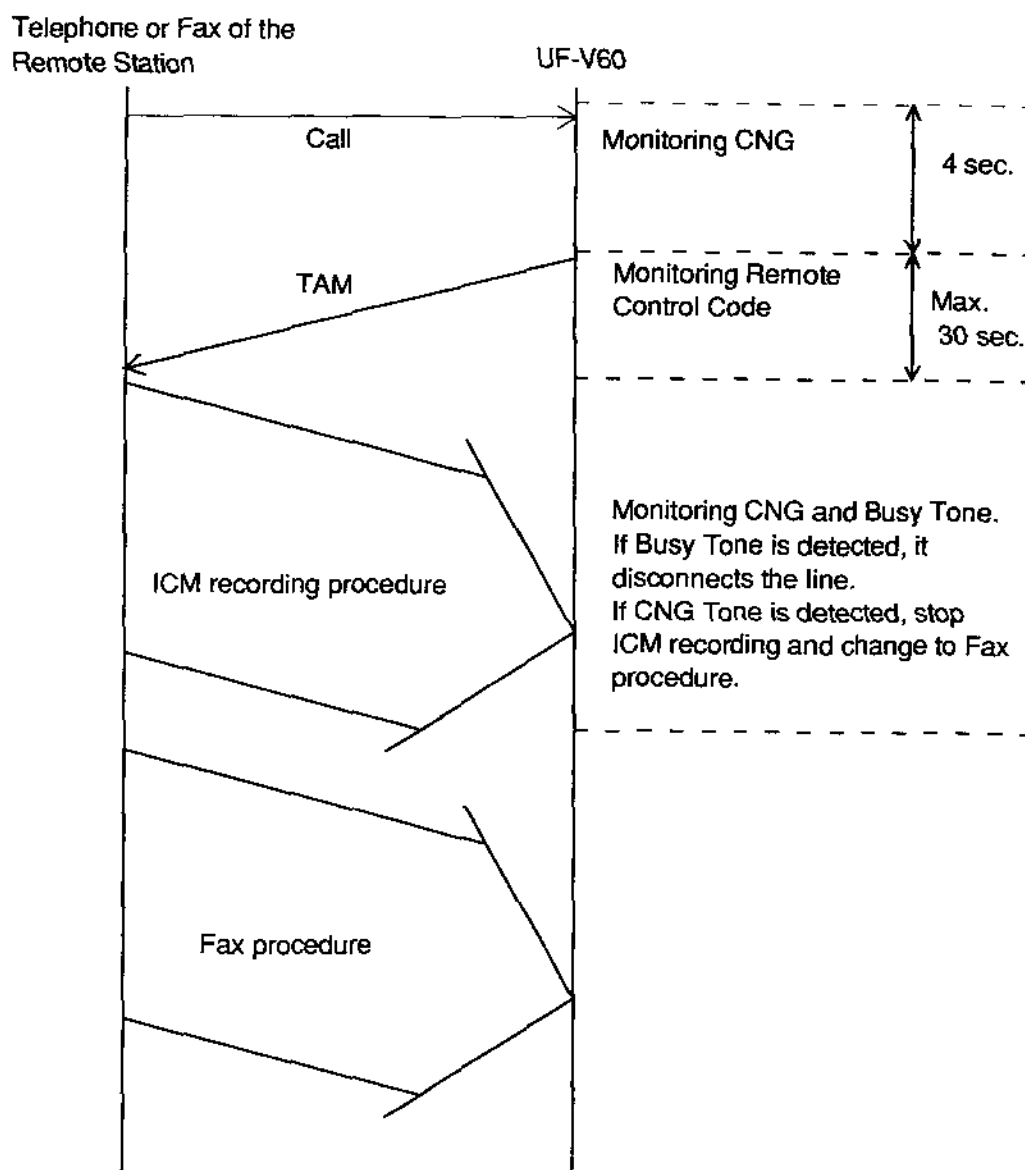 Telephone or Fax of the
Remote Station
UF-V60
Call
Monitoring CNG
4 sec.
TAM
Monitoring Remote
Control Code
Max.
30 sec.
ICM recording procedure
Monitoring CNG and Busy Tone.
If Busy Tone is detected, it
disconnects the line.
If CNG Tone is detected, stop
ICM recording and change to Fax
procedure.
Fax procedure